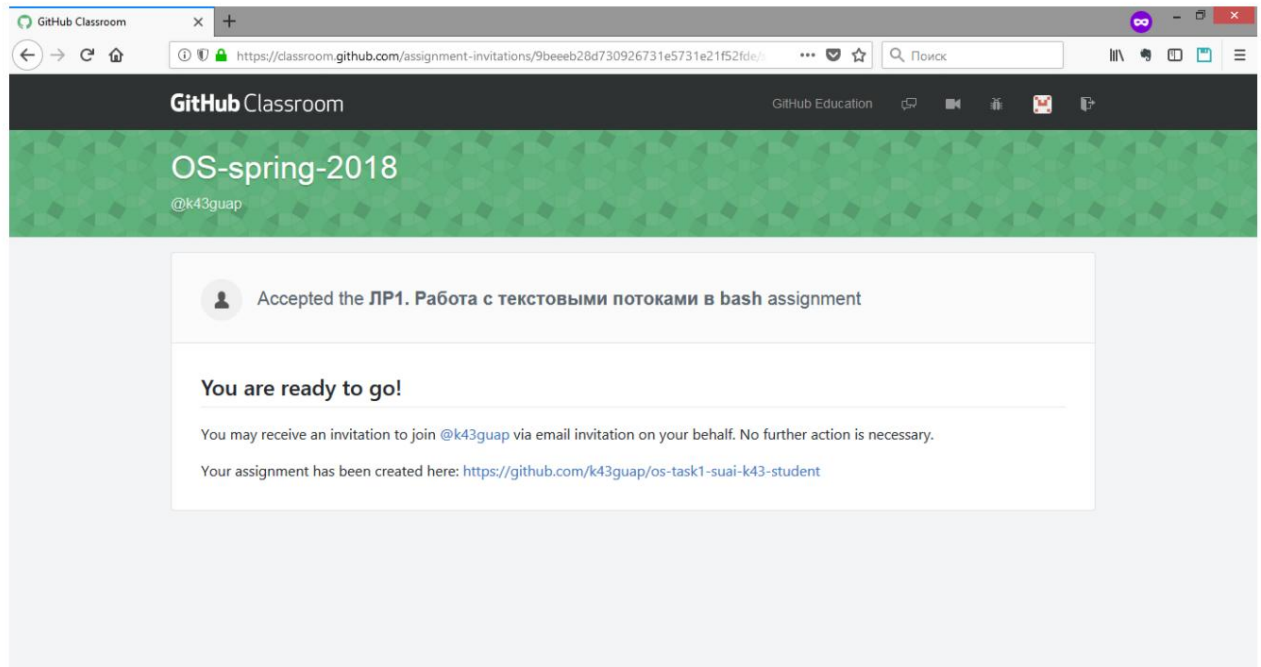 GitHub Classroom
https://classroom.github.com/assignment-invitations/9beeeb28d730926731e5731e21f52fde/
Поиск
GitHub Classroom
GitHub Education
OS-spring-2018
@k43guap
Accepted the ЛР1. Работа с текстовыми потоками в bash assignment
You are ready to go!
You may receive an invitation to join @k43guap via email invitation on your behalf. No further action is necessary.
Your assignment has been created here: https://github.com/k43guap/os-task1-suai-k43-student